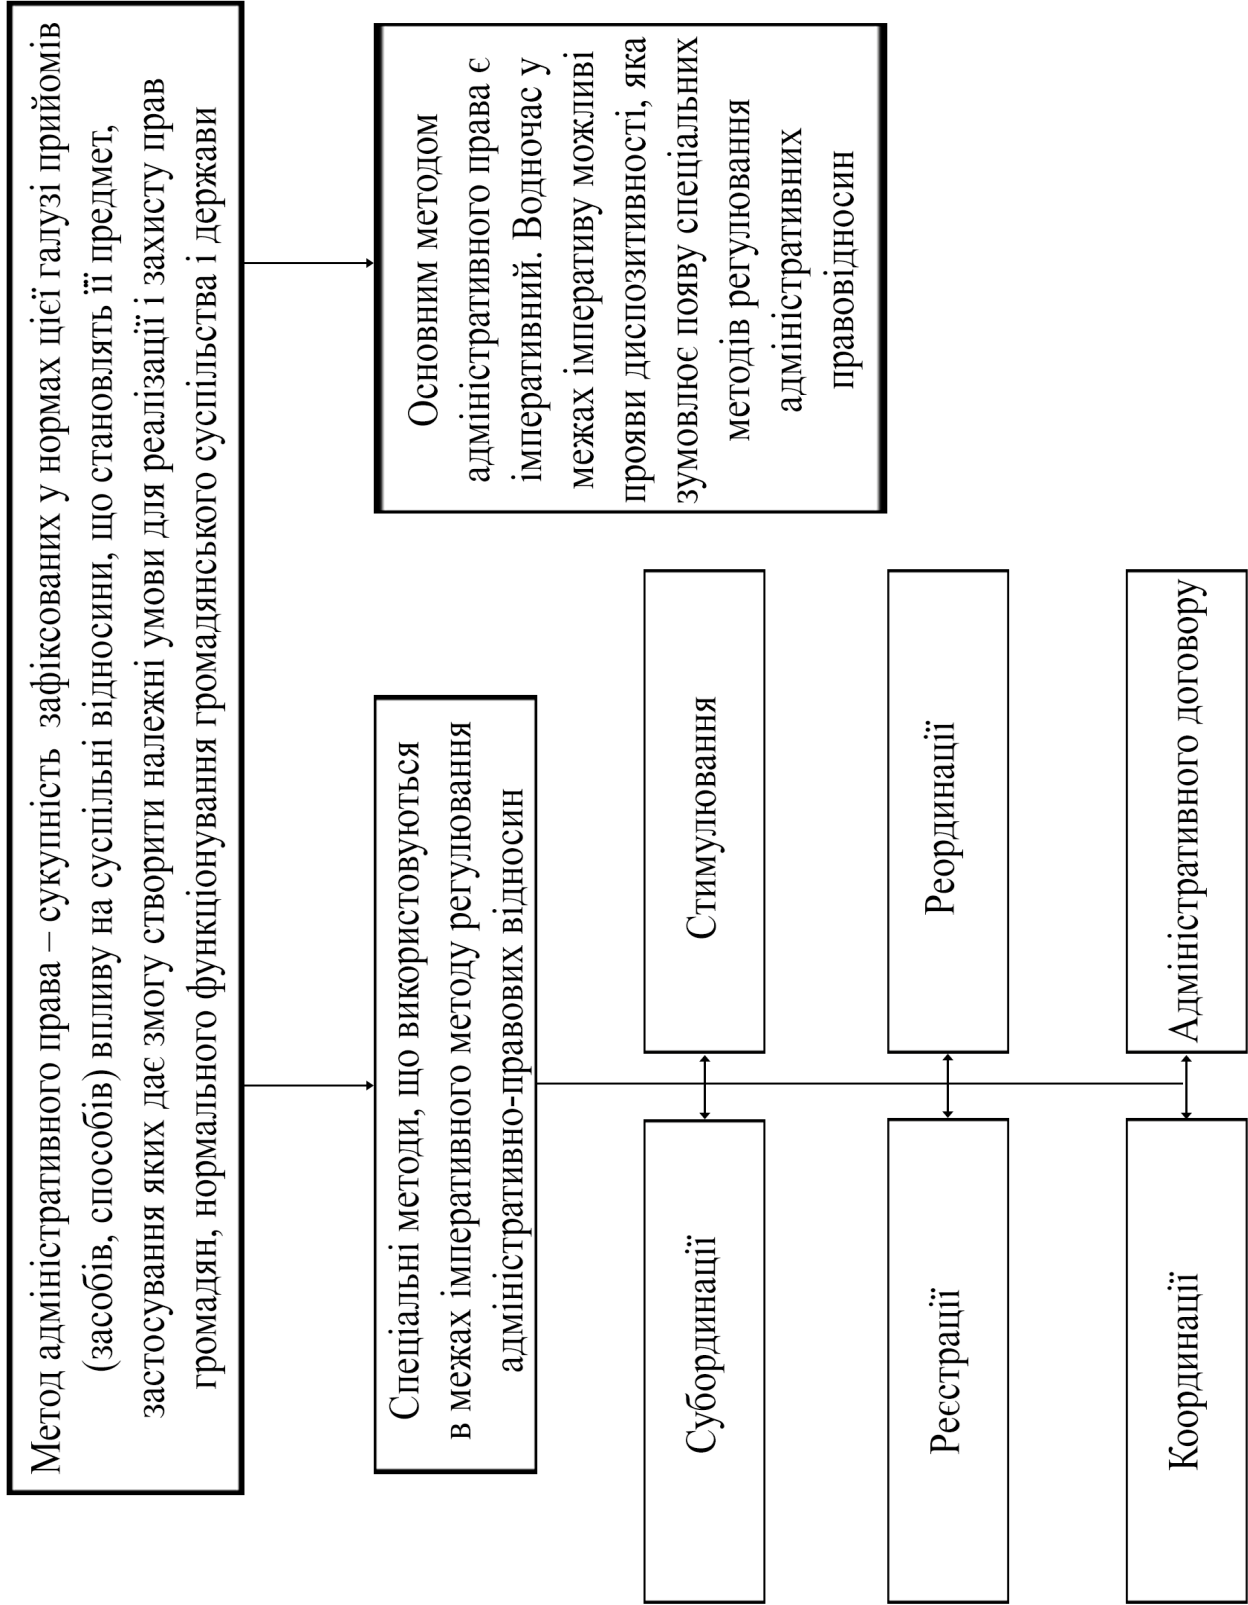 Метод адміністративного права – сукупність зафіксованих у нормах цієї галузі прийомів
(засобів, способів) впливу на суспільні відносини, що становлять її предмет,
застосування яких дає змогу створити належні умови для реалізації і захисту прав
громадян, нормального функціонування громадянського суспільства і держави
Спеціальні методи, що використовуються
в межах імперативного методу регулювання
адміністративно-правових відносин
Основним методом
адміністративного права є
імперативний. Водночас у
межах імперативу можливі
прояви диспозитивності, яка
зумовлює появу спеціальних
методів регулювання
адміністративних
правовідносин
Субординації
Стимулювання
Реєстрації
Реординації
Координації
Адміністративного договору